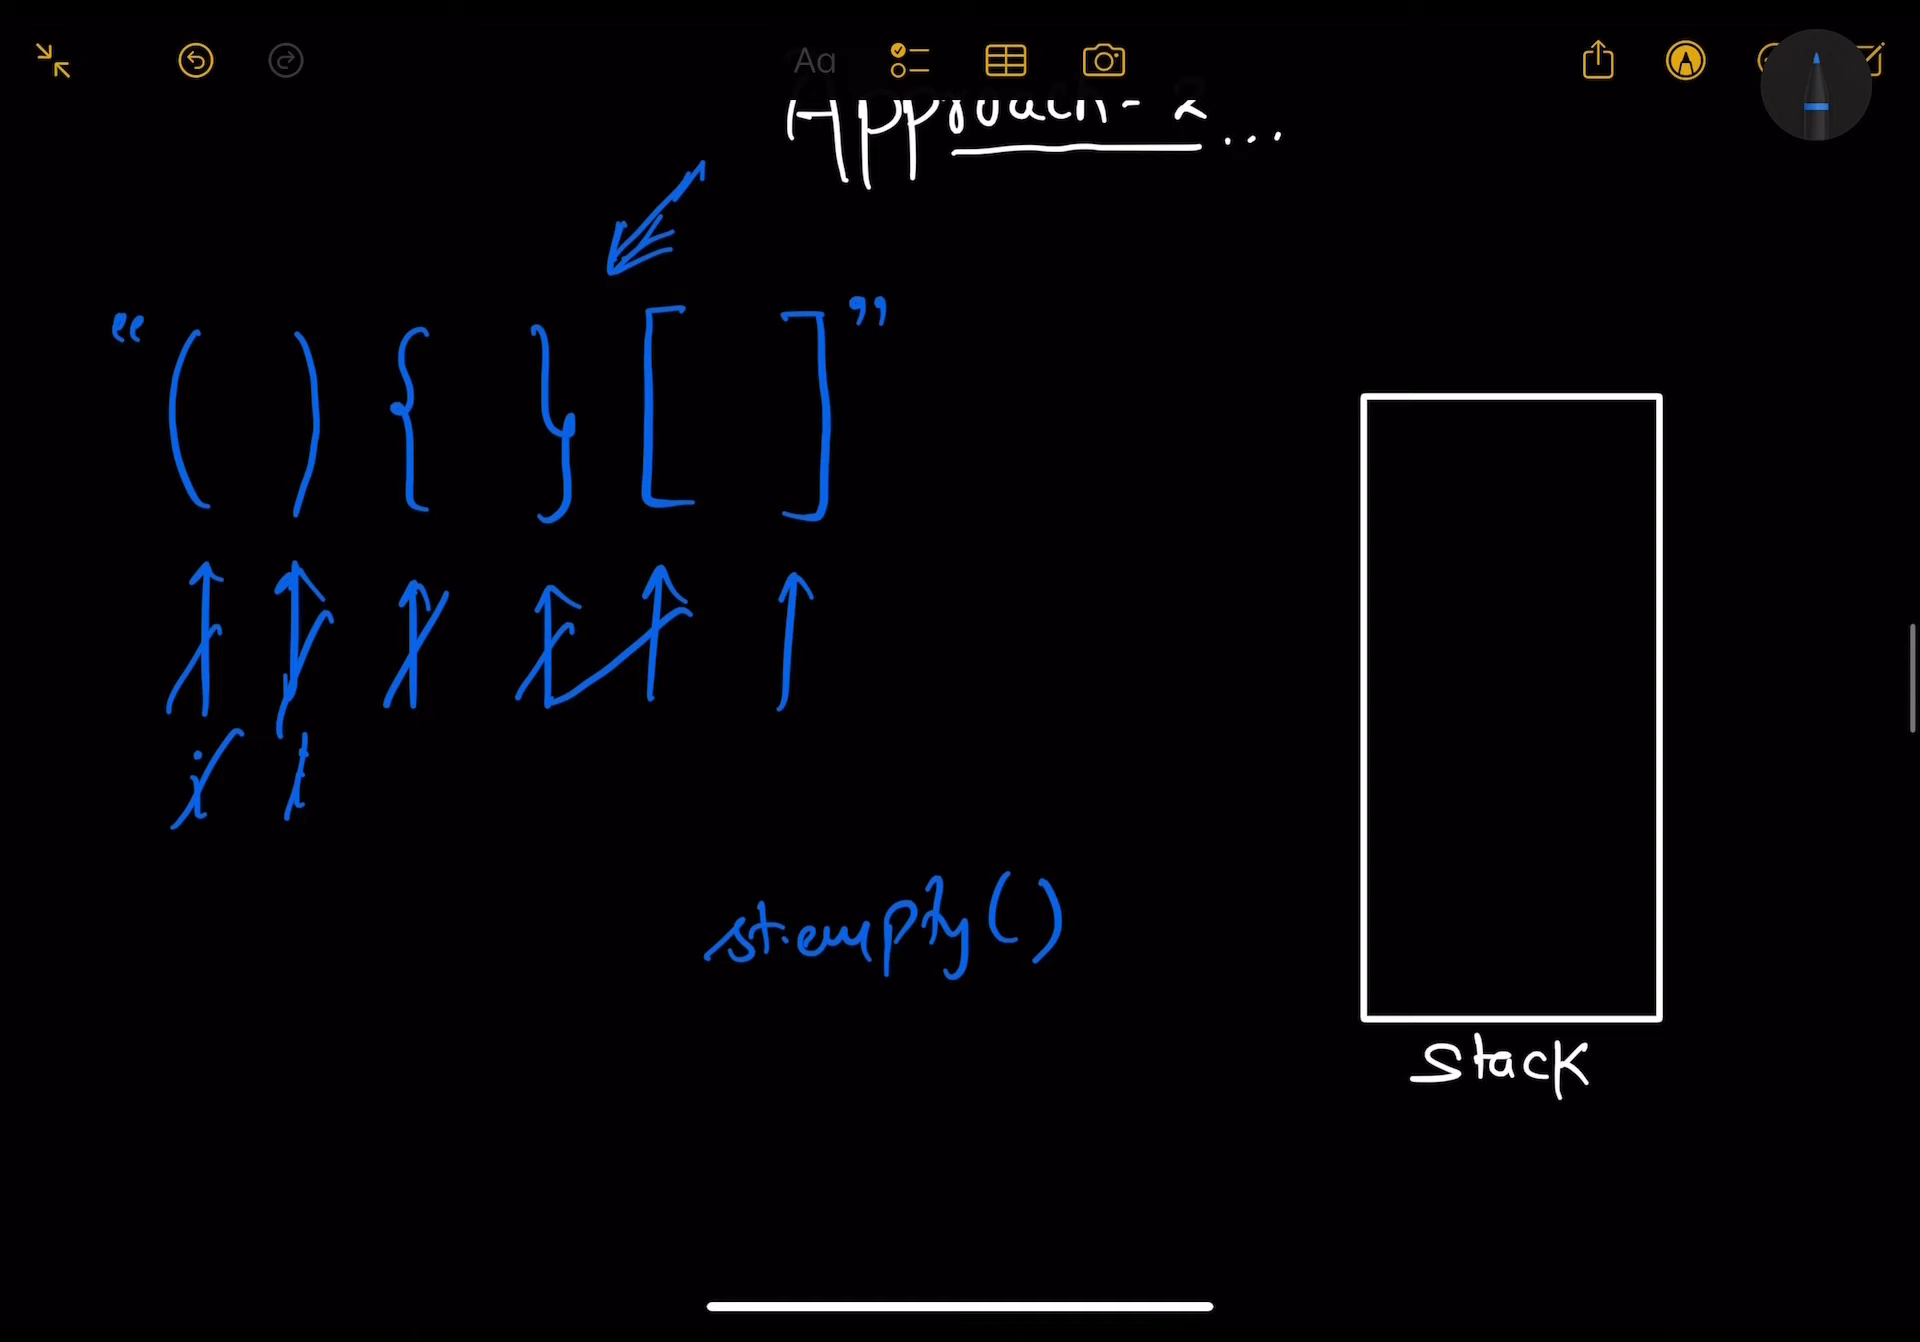 Aa
Approach-2...
“(){}[]”
i i
st.empty()
Stack